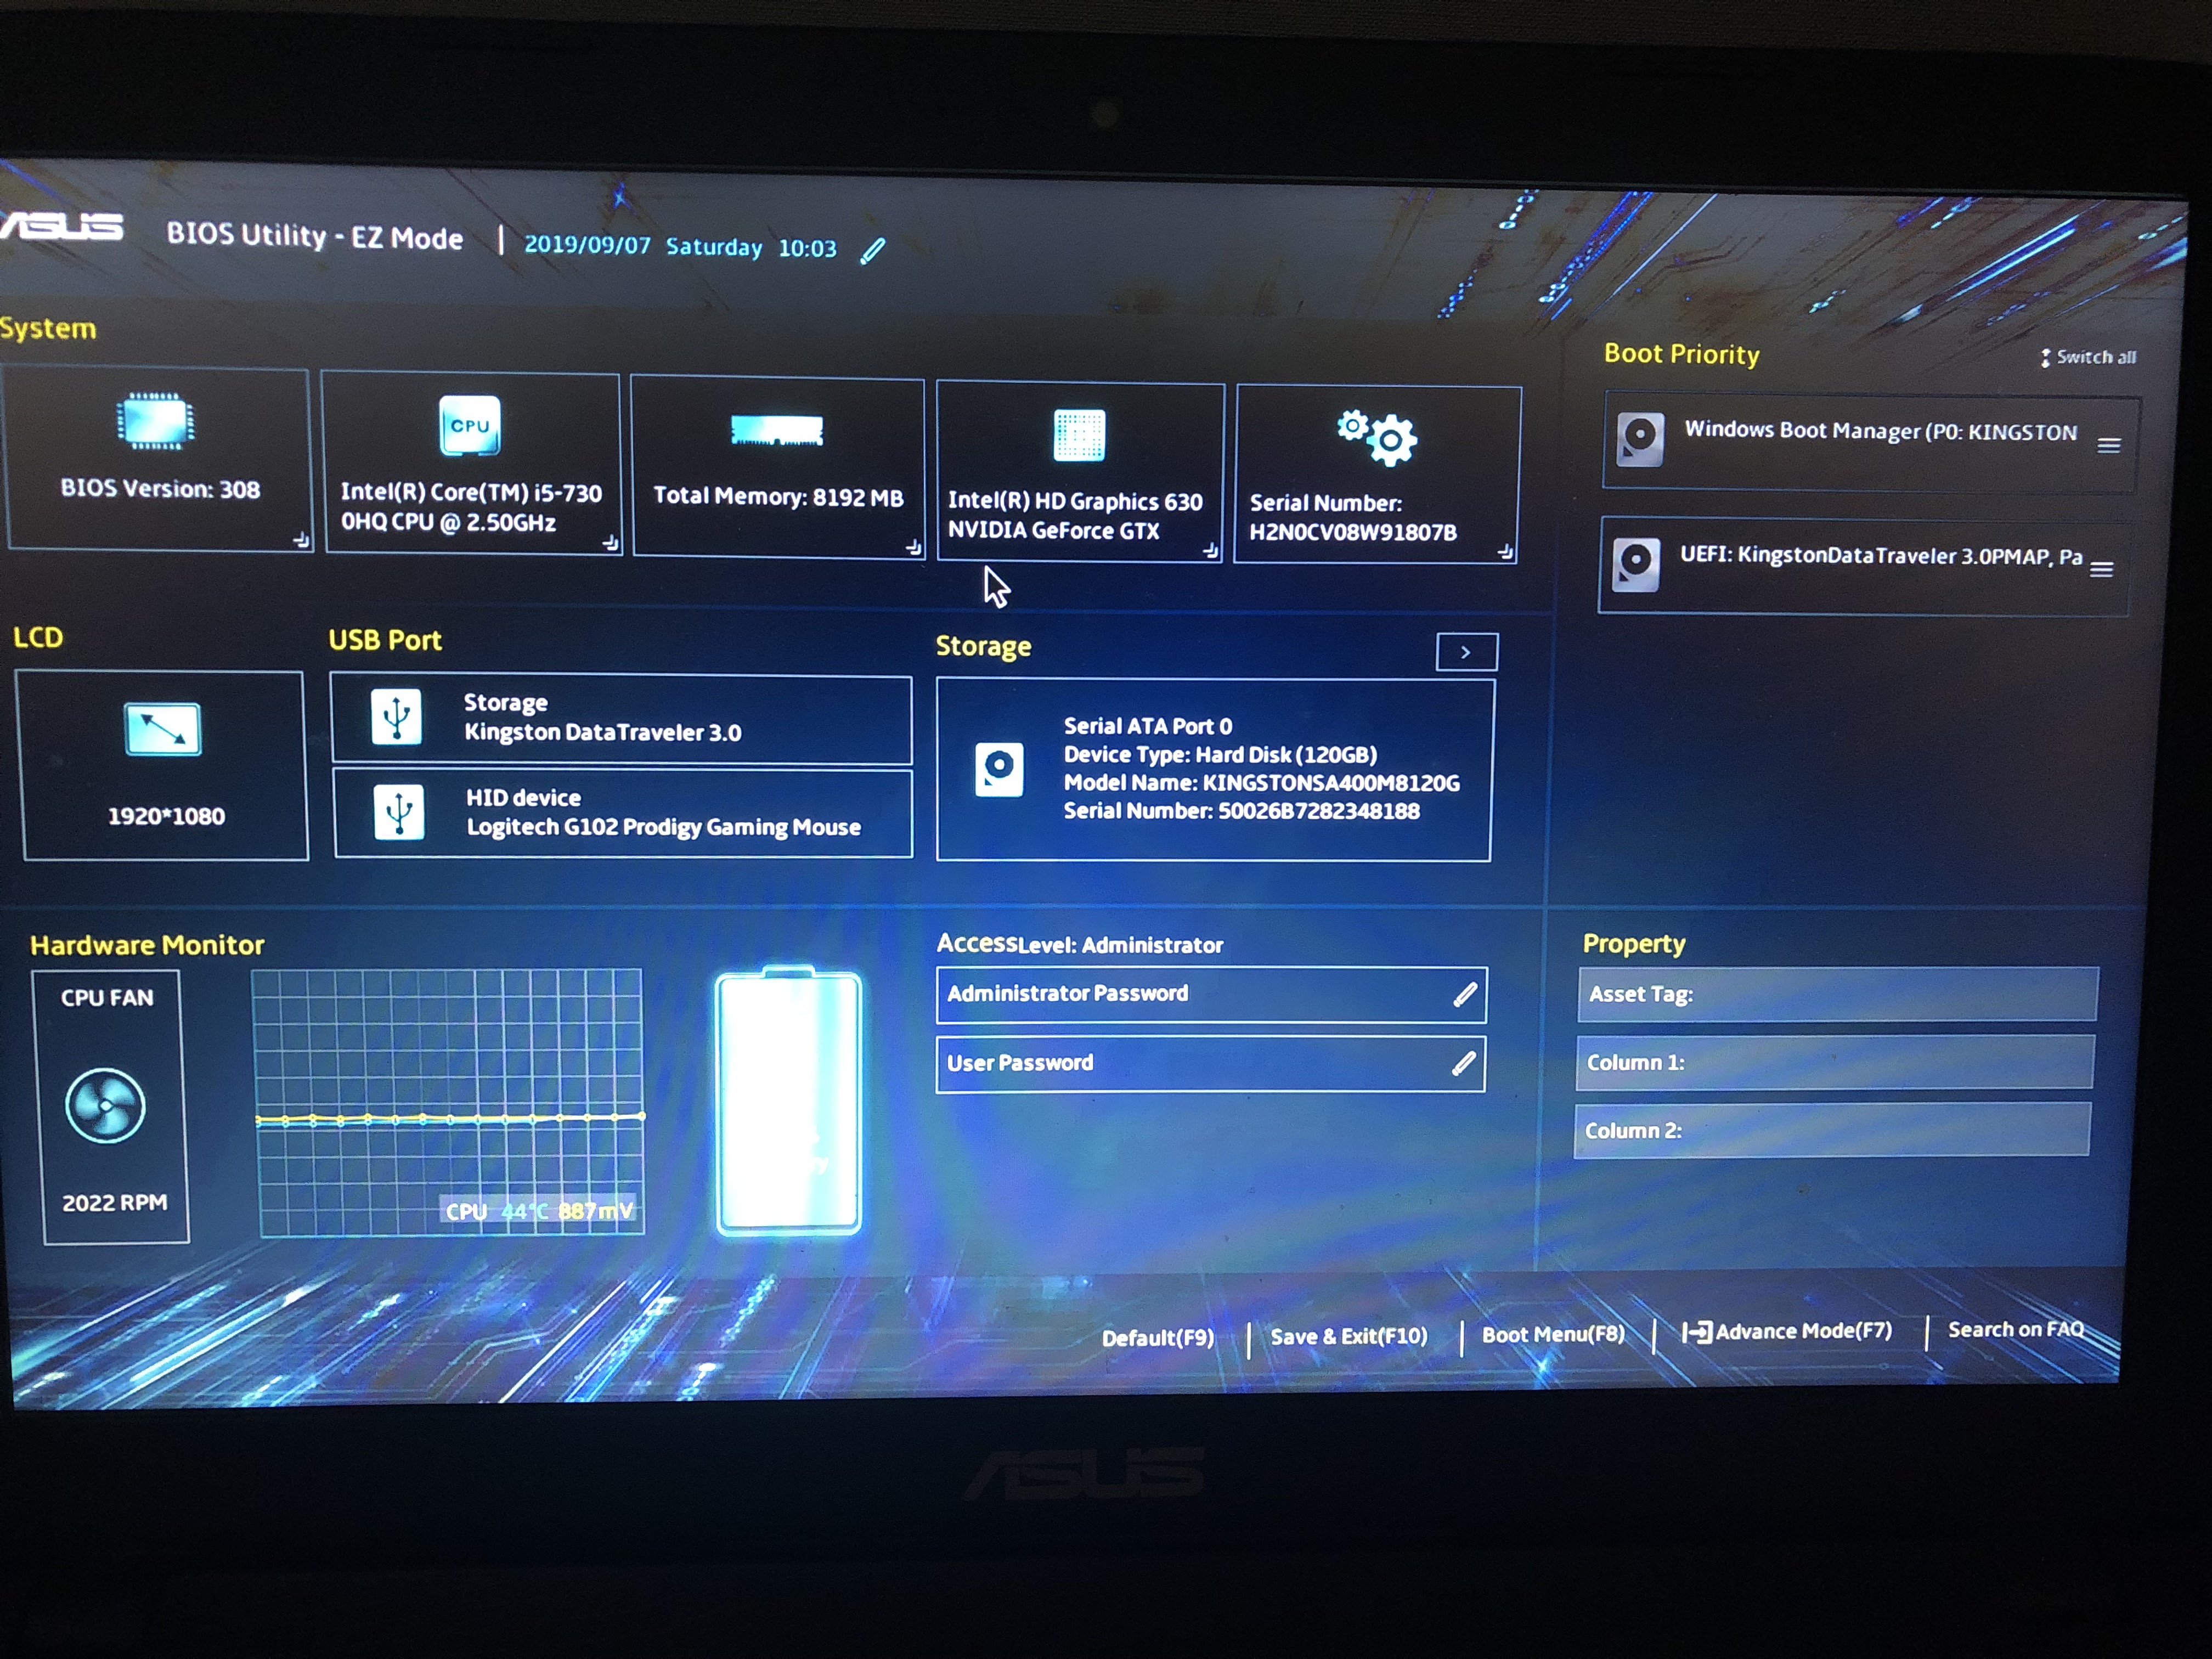 ASUS
BIOS Utility - EZ Mode | 2019/09/07 Saturday 10:03
System
BIOS Version: 308
Intel(R) Core(TM) i5-730
0HQ CPU @ 2.50GHz
Total Memory: 8192 MB
Intel(R) HD Graphics 630
NVIDIA GeForce GTX
Serial Number:
H2N0CV08W91807B
Boot Priority
Switch all
Windows Boot Manager (P0: KINGSTON
UEFI: KingstonDataTraveler 3.0PMAP, Pa
LCD
1920*1080
USB Port
Storage
Kingston DataTraveler 3.0
HID device
Logitech G102 Prodigy Gaming Mouse
Storage
>
Serial ATA Port 0
Device Type: Hard Disk (120GB)
Model Name: KINGSTONSA400M8120G
Serial Number: 50026B7282348188
Hardware Monitor
CPU FAN
2022 RPM
CPU 44°C 887mV
AccessLevel: Administrator
Administrator Password
User Password
Property
Asset Tag:
Column 1:
Column 2:
Default(F9) | Save & Exit(F10) | Boot Menu(F8) | Advance Mode(F7) | Search on FAQ
ASUS